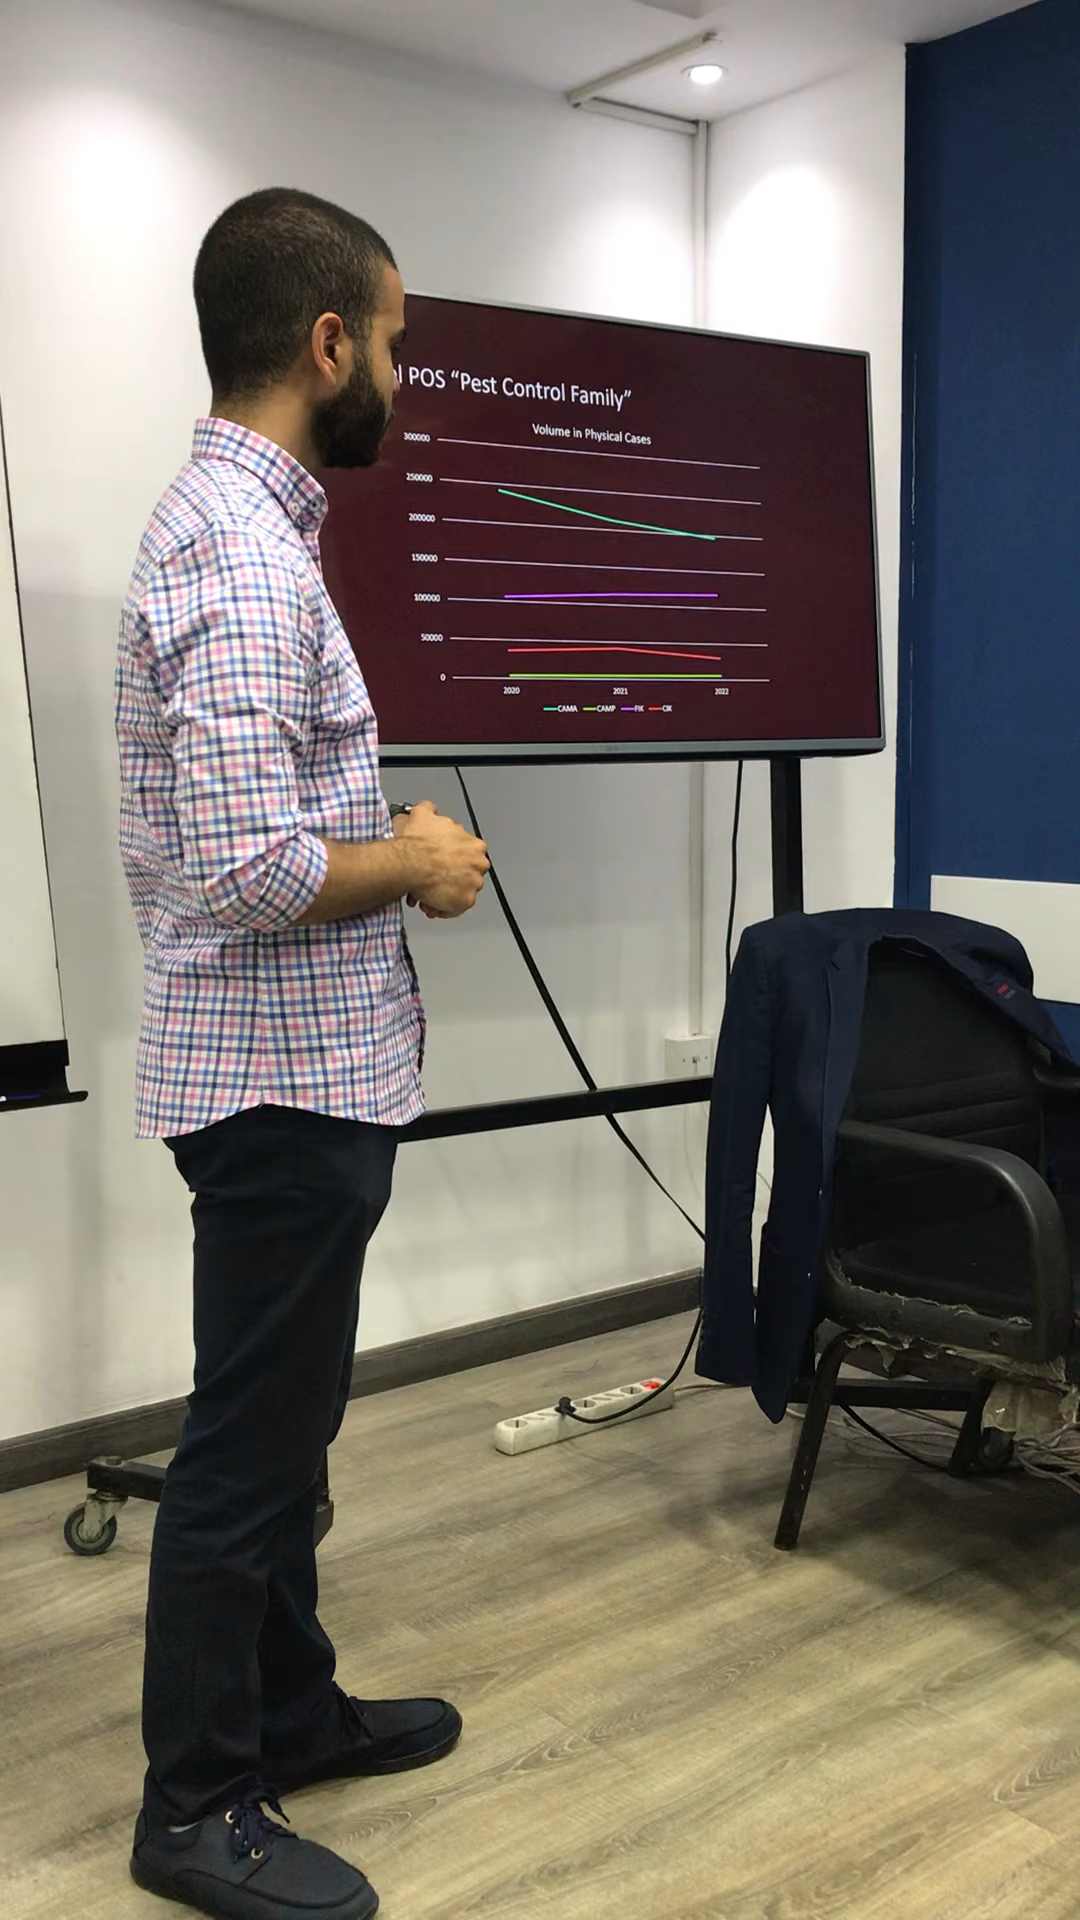 POS “Pest Control Family”
Volume in Physical Cases
300000
250000
200000
150000
100000
50000
0
2020 2021 2022
CAMA CAMP FIK CIK